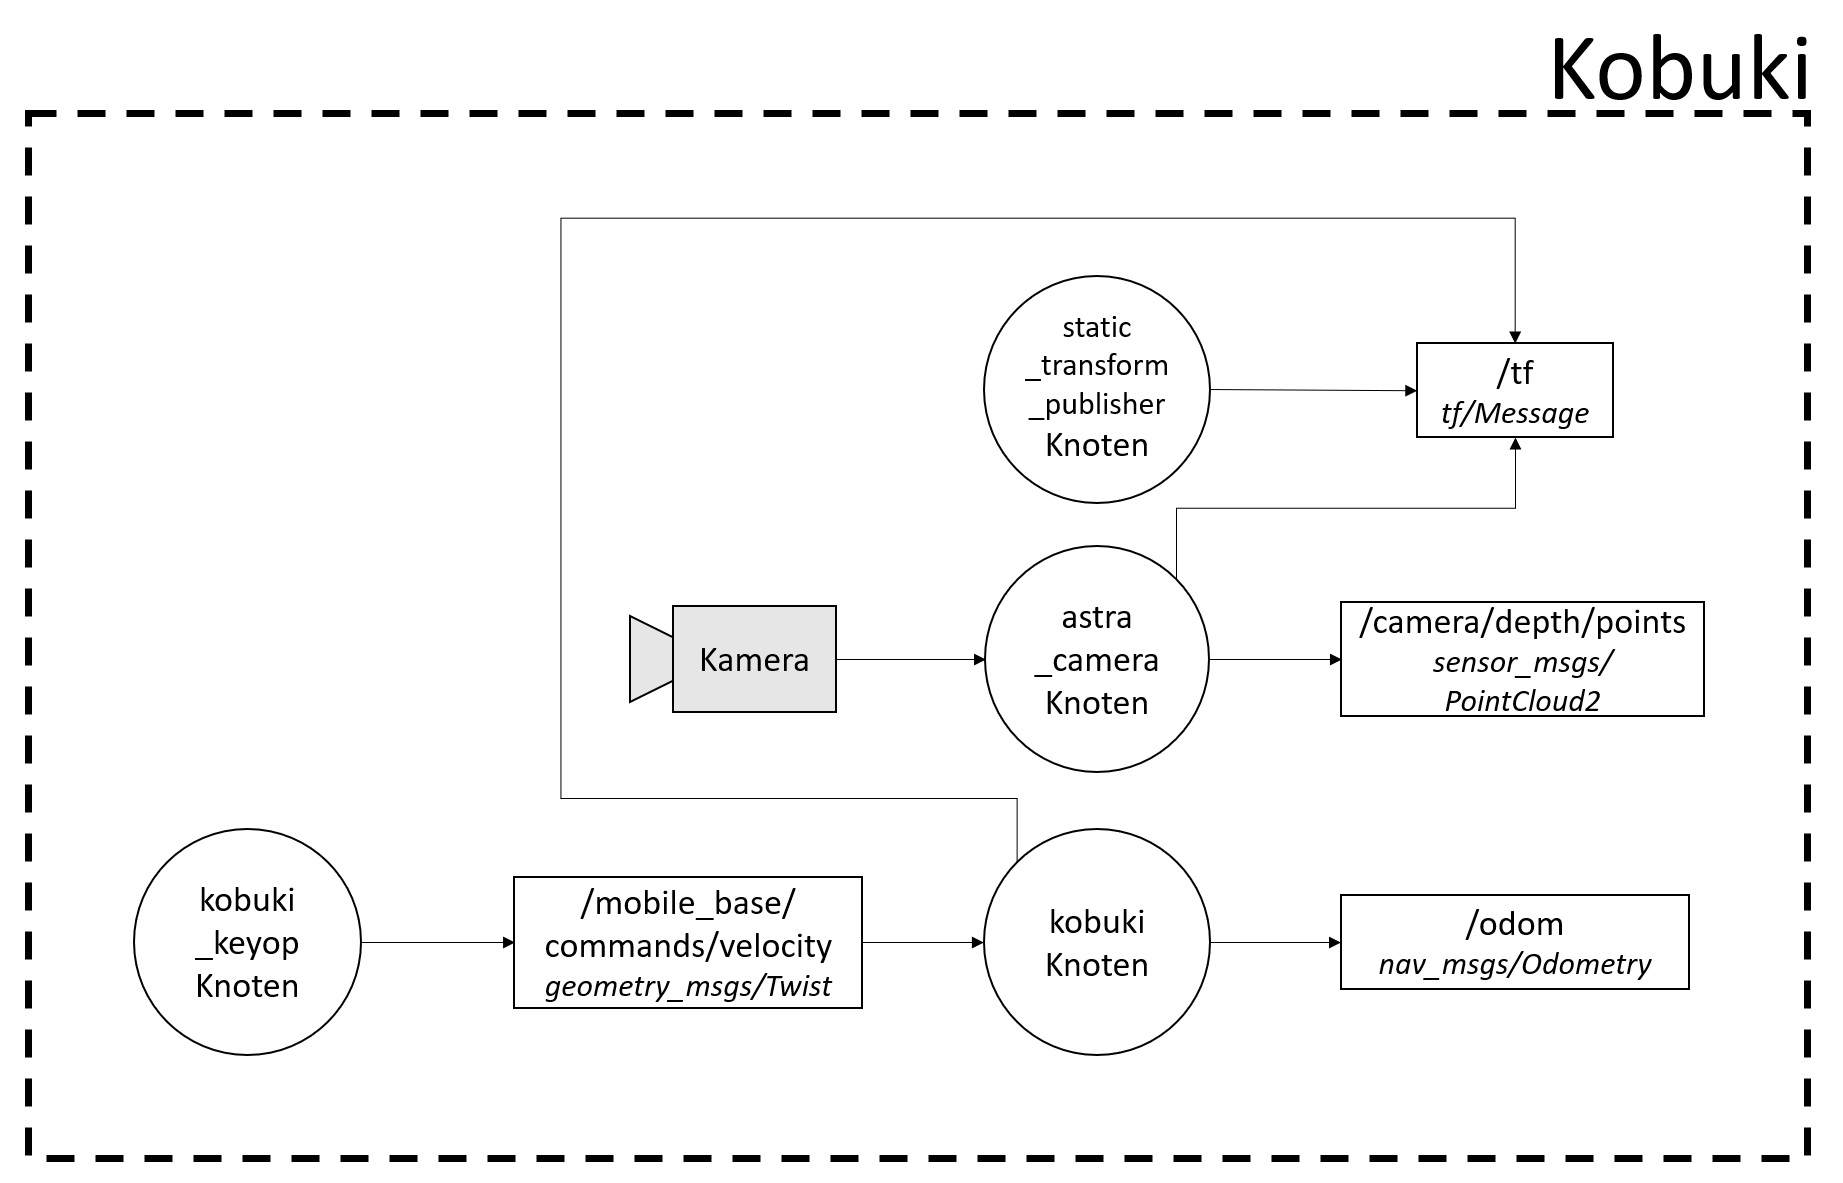 Kobuki
static
_transform
_publisher
Knoten
/tf
tf/Message
Kamera
astra
_camera
Knoten
/camera/depth/points
sensor_msgs/
PointCloud2
kobuki
_keyop
Knoten
/mobile_base/
commands/velocity
geometry_msgs/Twist
kobuki
Knoten
/odom
nav_msgs/Odometry